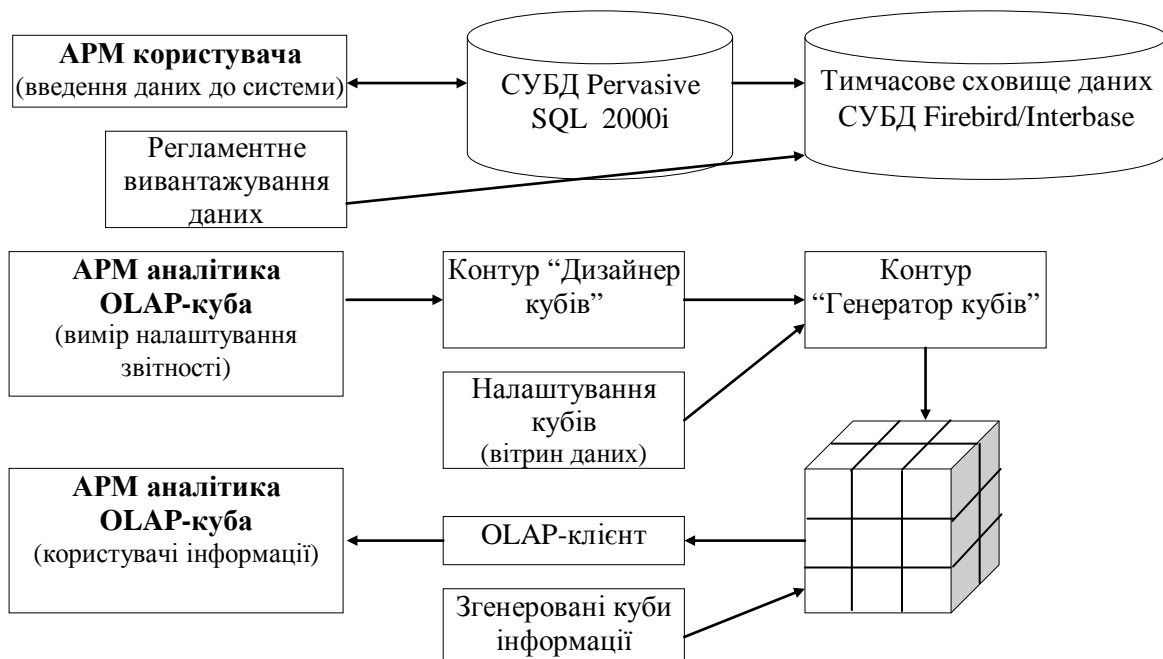 АРМ користувача
(введення даних до системи)
СУБД Pervasive
SQL 2000i
Тимчасове сховище даних
СУБД Firebird/Interbase
Регламентне
вивантажування
даних
АРМ аналітика
OLAP-куба
(вимір налаштування
звітності)
Контур “Дизайнер
кубів”
Контур
“Генератор кубів”
Налаштування
кубів
(вітрин даних)
АРМ аналітика
OLAP-куба
(користувачі інформації)
OLAP-клієнт
Згенеровані куби
інформації